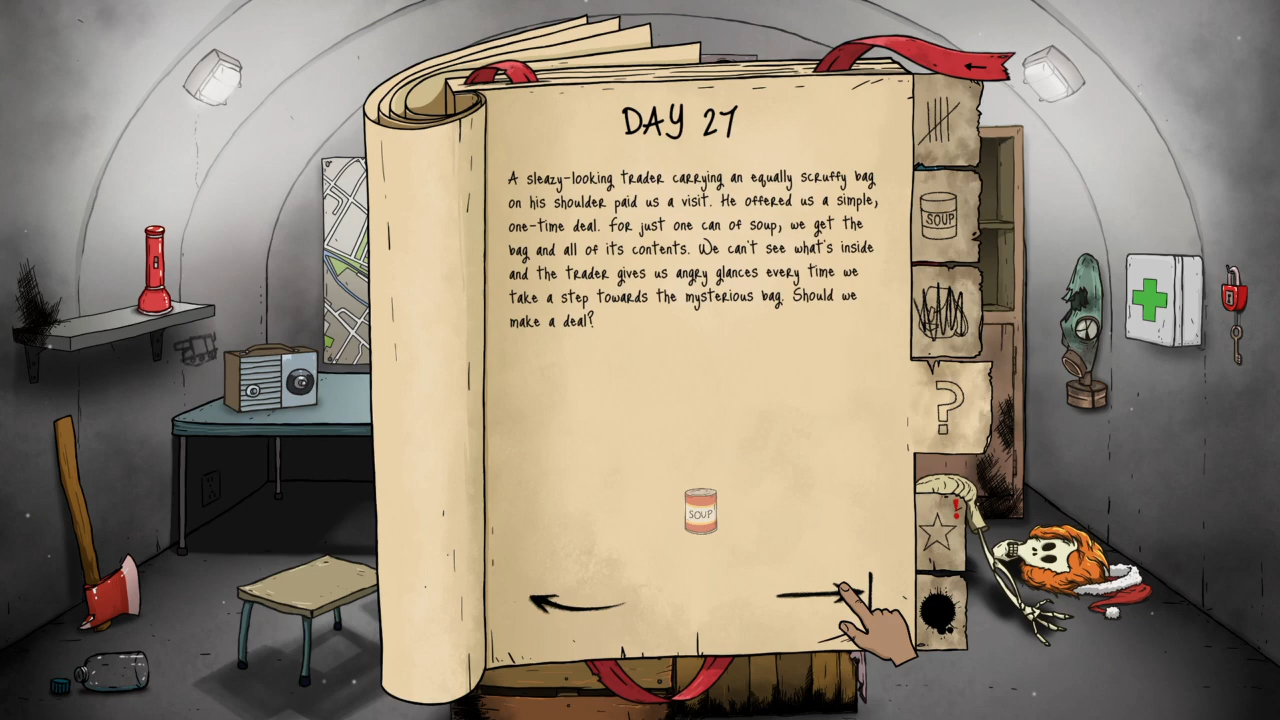 DAY 27
A sleazy-looking trader carrying an equally scruffy bag
on his shoulder paid us a visit. He offered us a simple,
one-time deal. For just one can of soup, we get the
bag and all of its contents. We can't see what's inside
and the trader gives us angry glances every time we
take a step towards the mysterious bag. Should we
make a deal?
SOUP
SOUP
?
!